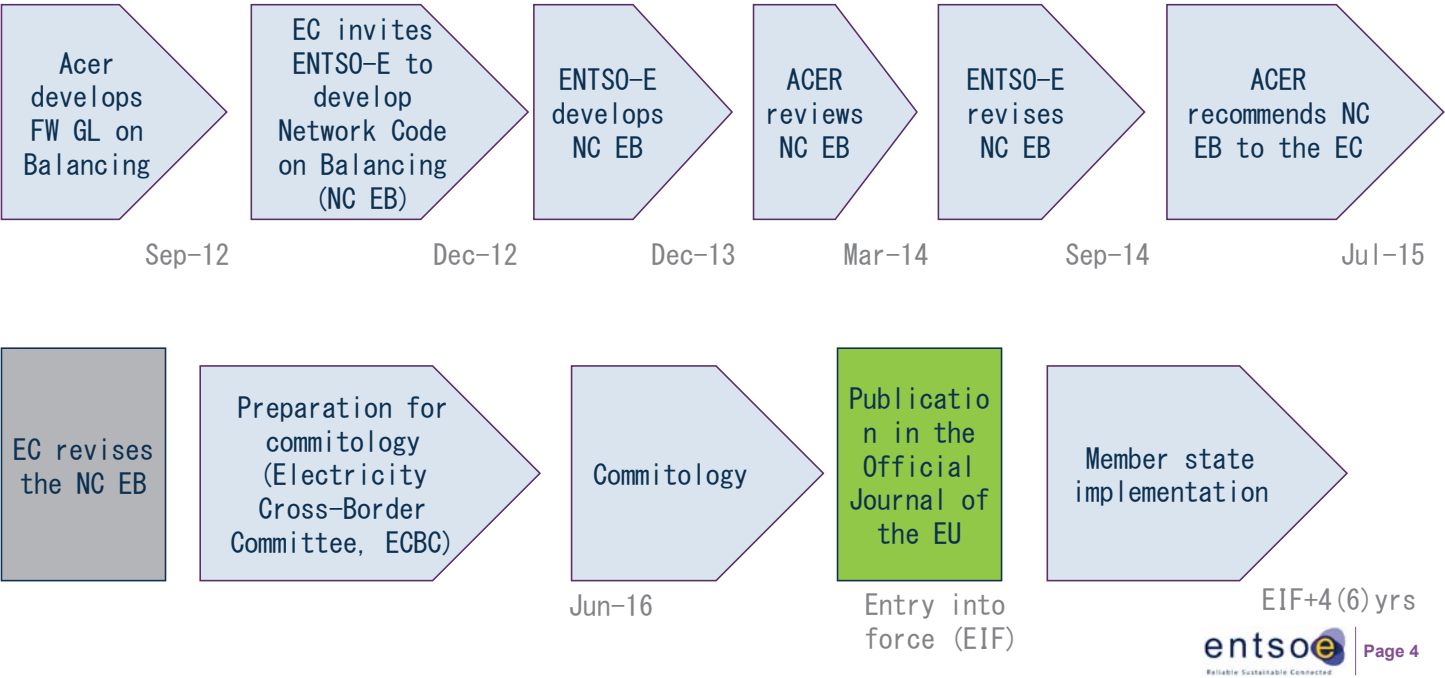 Acer
develops
FW GL on
Balancing
EC invites
ENTSO-E to
develop
Network Code
on Balancing
(NC EB)
ENTSO-E
develops
NC EB
ACER
reviews
NC EB
ENTSO-E
revises
NC EB
ACER
recommends NC
EB to the EC
Sep-12
Dec-12
Dec-13
Mar-14
Sep-14
Jul-15
EC revises
the NC EB
Preparation for
commitology
(Electricity
Cross-Border
Committee, ECBC)
Commitology
Publicatio
n in the
Official
Journal of
the EU
Member state
implementation
Jun-16
Entry into
force (EIF)
EIF+4(6)yrs
entsoe
Reliable Sustainable Connected
Page 4